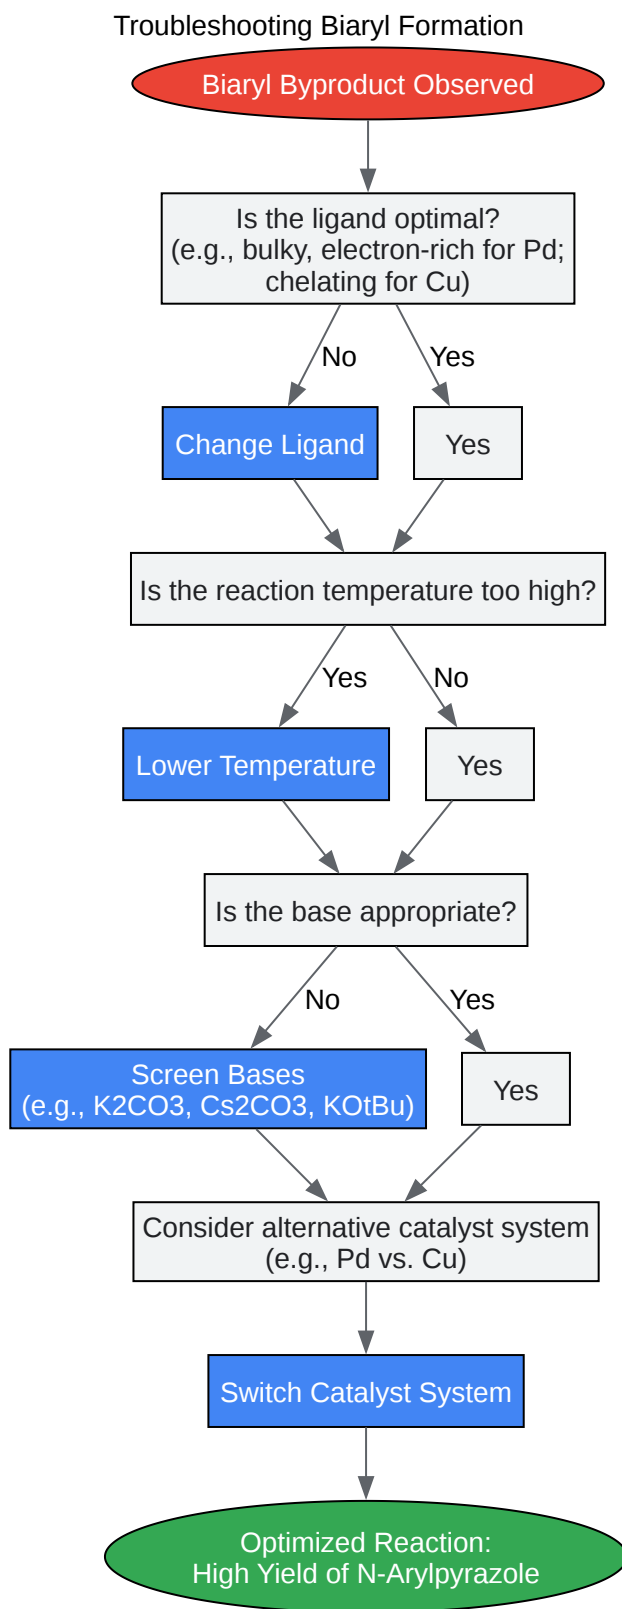 Troubleshooting Biaryl Formation
Biaryl Byproduct Observed
Is the ligand optimal?
(e.g., bulky, electron-rich for Pd;
chelating for Cu)
No
Yes
Change Ligand
Yes
Is the reaction temperature too high?
Yes
No
Lower Temperature
Yes
Is the base appropriate?
No
Yes
Screen Bases
(e.g., K2CO3, Cs2CO3, KOtBu)
Yes
Consider alternative catalyst system
(e.g., Pd vs. Cu)
Switch Catalyst System
Optimized Reaction:
High Yield of N-Arylpyrazole